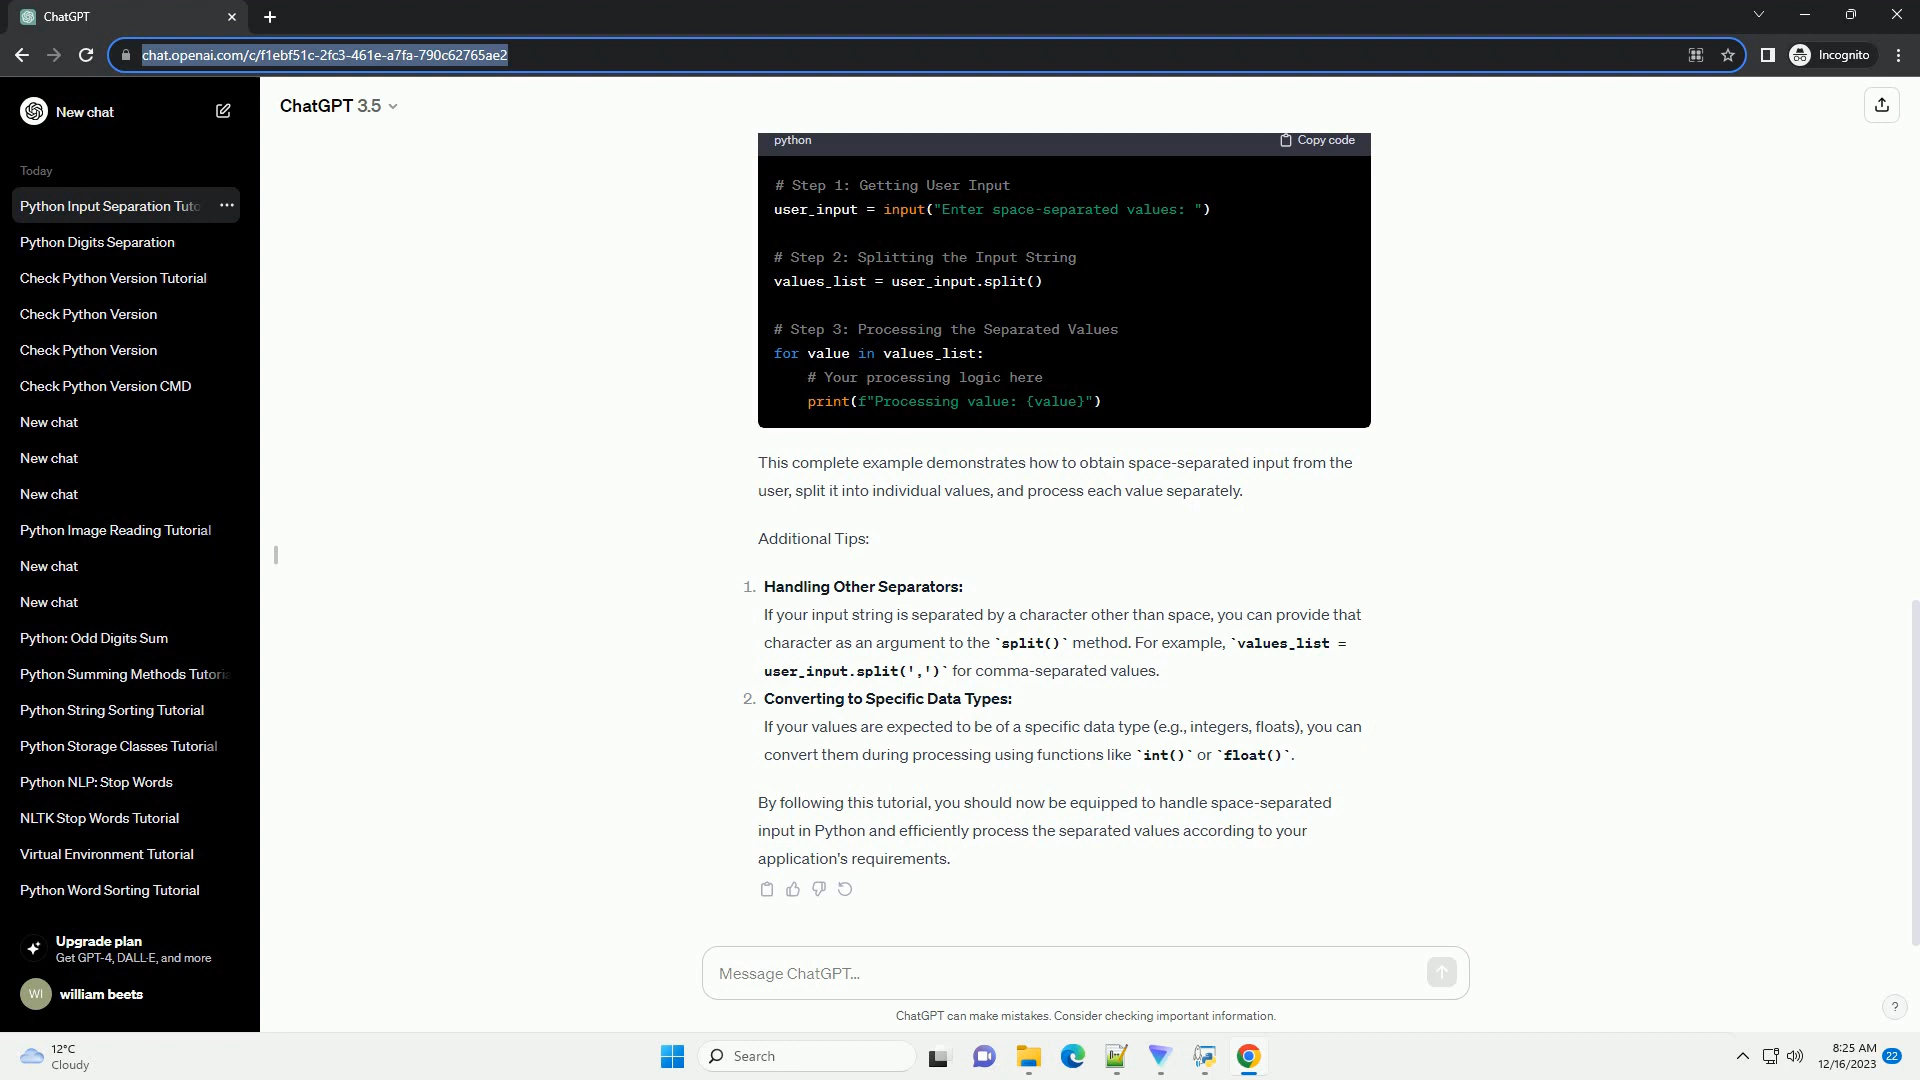 ChatGPT
chat.openai.com/c/f1ebf51c-2fc3-461e-a7fa-790c62765ae2
Incognito
New chat
Today
Python Input Separation Tuto
Python Digits Separation
Check Python Version Tutorial
Check Python Version
Check Python Version
Check Python Version CMD
New chat
New chat
New chat
Python Image Reading Tutorial
New chat
New chat
Python: Odd Digits Sum
Python Summing Methods Tutoria
Python String Sorting Tutorial
Python Storage Classes Tutorial
Python NLP: Stop Words
NLTK Stop Words Tutorial
Virtual Environment Tutorial
Python Word Sorting Tutorial
Upgrade plan
Get GPT-4, DALL·E, and more
WI
william beets
ChatGPT 3.5
python
Copy code
# Step 1: Getting User Input
user_input = input("Enter space-separated values: ")
# Step 2: Splitting the Input String
values_list = user_input.split()
# Step 3: Processing the Separated Values
for value in values_list:
# Your processing logic here
print(f"Processing value: {value}")
This complete example demonstrates how to obtain space-separated input from the
user, split it into individual values, and process each value separately.
Additional Tips:
1. Handling Other Separators:
If your input string is separated by a character other than space, you can provide that
character as an argument to the `split()` method. For example, `values_list =
user_input.split(',')` for comma-separated values.
2. Converting to Specific Data Types:
If your values are expected to be of a specific data type (e.g., integers, floats), you can
convert them during processing using functions like `int()` or `float()`.
By following this tutorial, you should now be equipped to handle space-separated
input in Python and efficiently process the separated values according to your
application's requirements.
Message ChatGPT...
ChatGPT can make mistakes. Consider checking important information.
?
12°C
Cloudy
Search
8:25 AM
12/16/2023
22